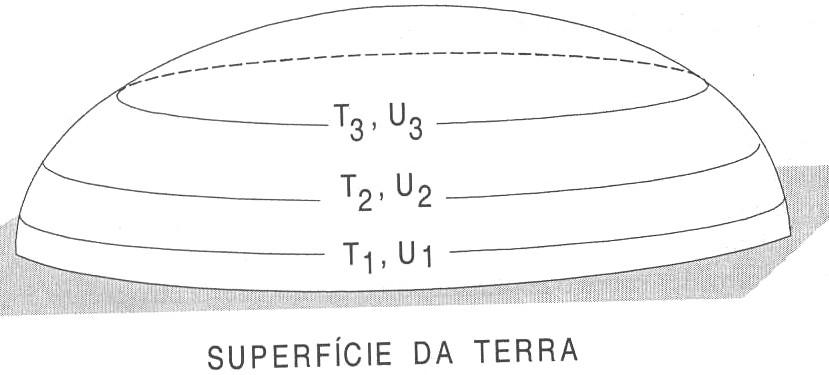 T3, U3
T2, U2
T1, U1
SUPERFÍCIE DA TERRA